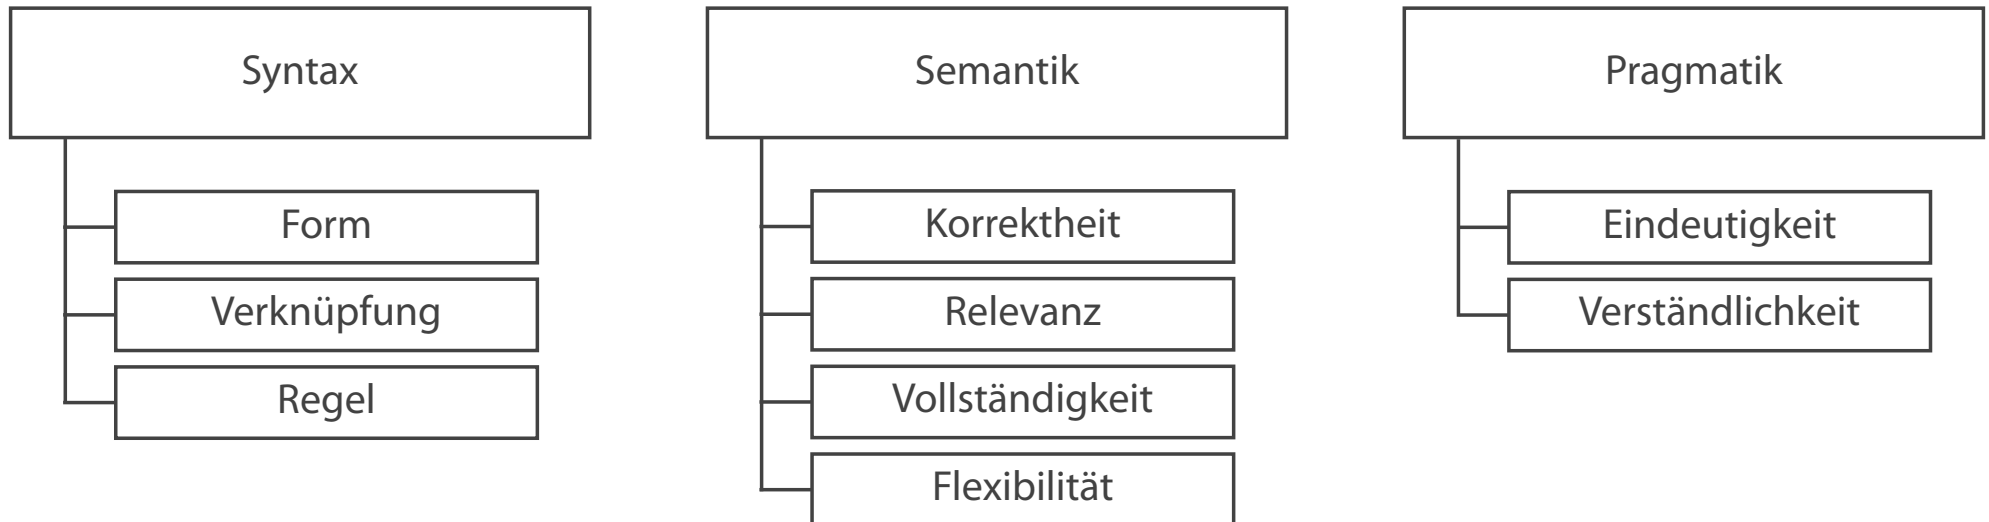 Syntax
Form
Verknüpfung
Regel
Semantik
Korrektheit
Relevanz
Vollständigkeit
Flexibilität
Pragmatik
Eindeutigkeit
Verständlichkeit